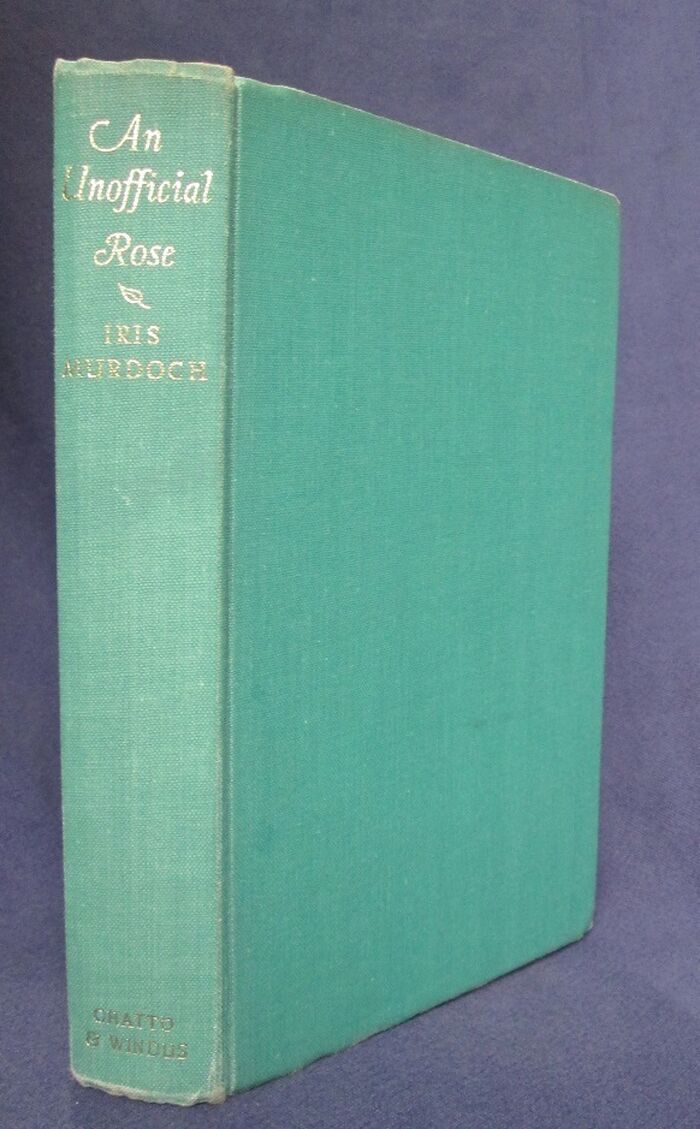 An
Unofficial
Rose
IRIS
MURDOCH
CHATTO
& WINDUS